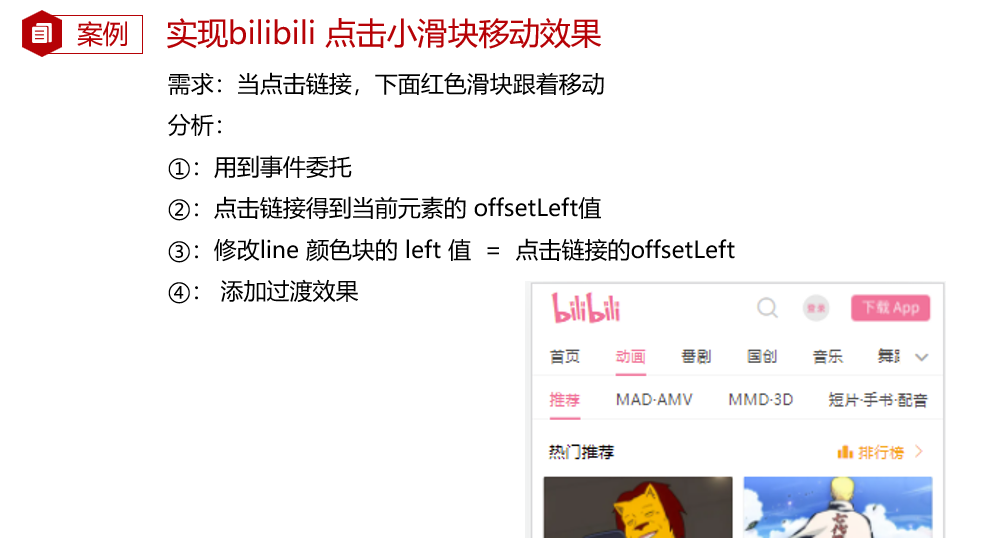 案例
实现bilibili 点击小滑块移动效果
需求：当点击链接，下面红色滑块跟着移动
分析：
①：用到事件委托
②：点击链接得到当前元素的 offsetLeft值
③：修改line 颜色块的 left 值 = 点击链接的offsetLeft
④： 添加过渡效果
bilibili 登录 下载 App
首页 动画 番剧 国创 音乐
推荐 MAD·AMV MMD·3D 短片·手书·配音
热门推荐 排行榜